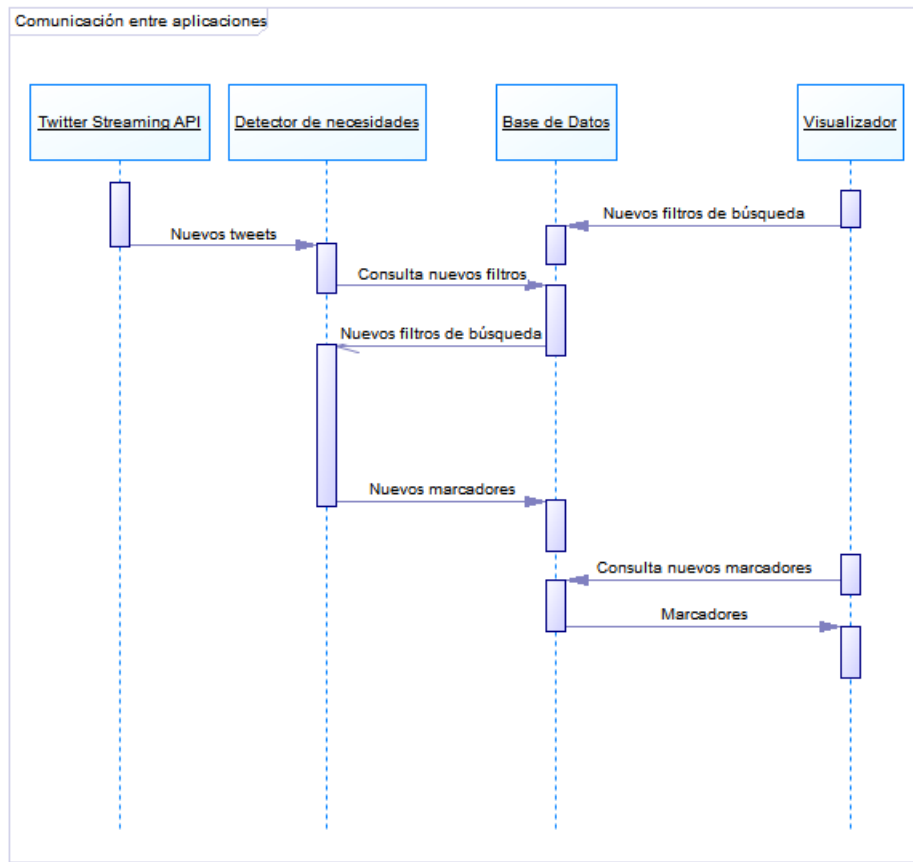 Comunicación entre aplicaciones
Twitter Streaming API
Detector de necesidades
Base de Datos
Visualizador
Nuevos filtros de búsqueda
Nuevos tweets
Consulta nuevos filtros
Nuevos filtros de búsqueda
Nuevos marcadores
Consulta nuevos marcadores
Marcadores